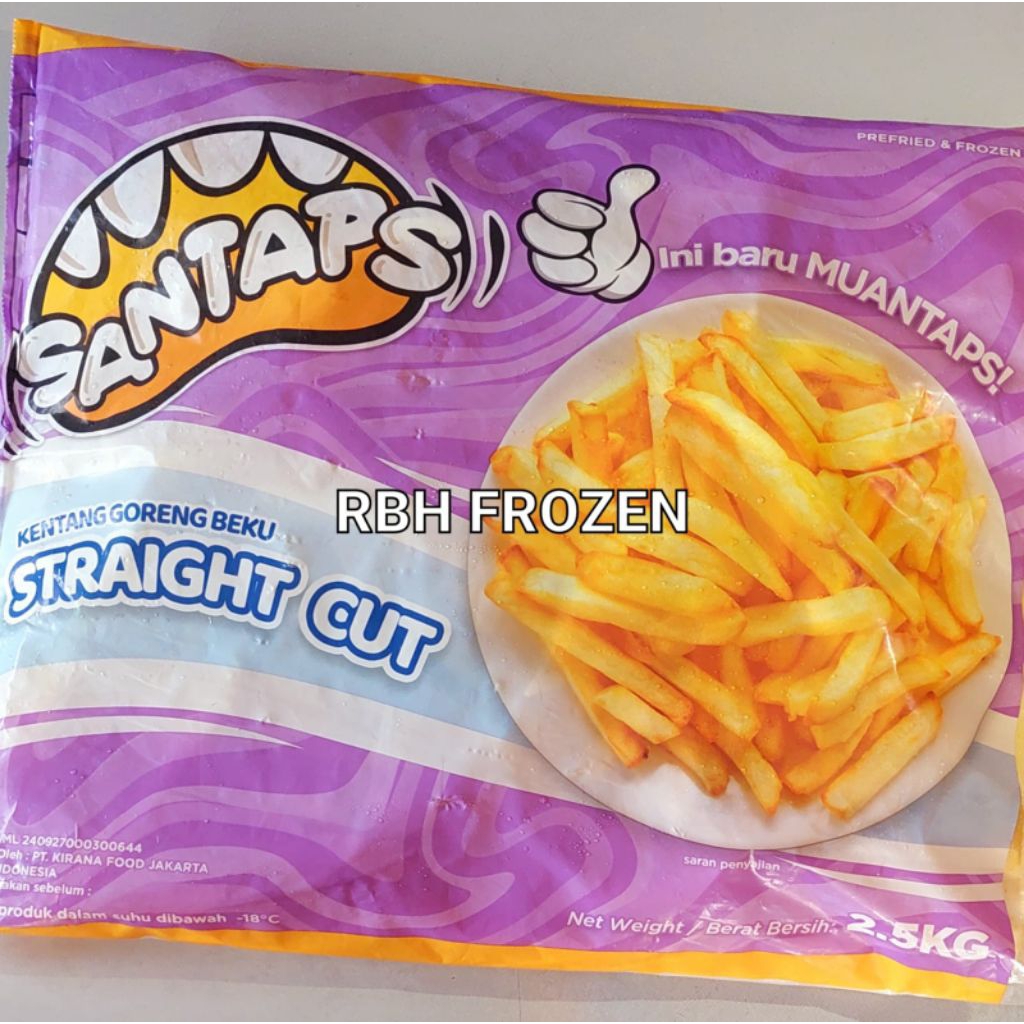 PREFRIED & FROZEN
SANTAPS
Ini baru MUANTAPS!
RBH FROZEN
KENTANG GORENG BEKU
STRAIGHT CUT
ML 240927000300644
Oleh : PT. KIRANA FOOD JAKARTA
saran penyajian
produk dalam suhu dibawah -18°C
Net Weight / Berat Bersih: 2.5KG